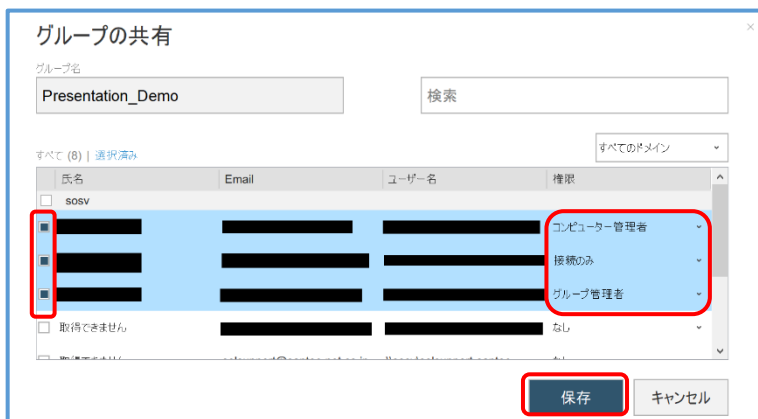 グループの共有
グループ名
Presentation_Demo
検索
すべて (8) | 選択済み
すべてのドメイン
氏名 Email ユーザー名 権限
sosv
コンピューター管理者
接続のみ
グループ管理者
取得できません なし
保存 キャンセル